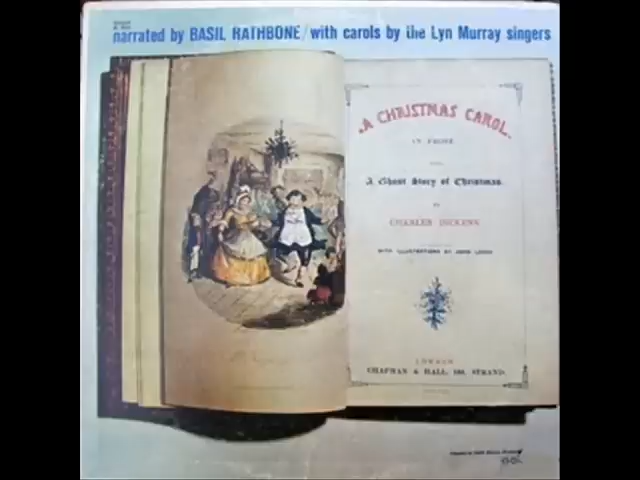 narrated by BASIL RATHBONE/with carols by the Lyn Murray singers
A CHRISTMAS CAROL.
IN PROSE
A Ghost Story of Christmas.
BY
CHARLES DICKENS.
WITH ILLUSTRATIONS BY JOHN LEECH.
LONDON
CHAPMAN & HALL, 186, STRAND.